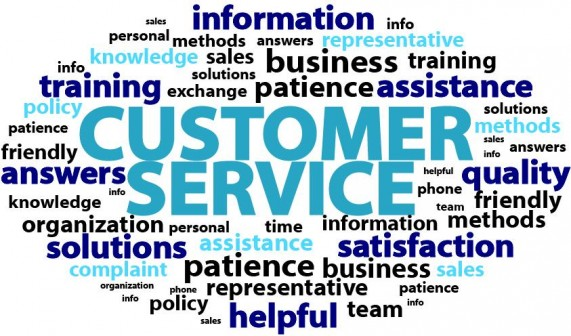 sales
information info
personal methods answers representative
knowledge sales business training
info solutions
training exchange patience assistance
policy CUSTOMER solutions
patience methods
friendly sales answers
info
answers SERVICE helpful quality
info phone
knowledge team friendly
organization personal time information methods
solutions assistance satisfaction
complaint patience business sales
organization phone representative patience
info policy team info
sales helpful